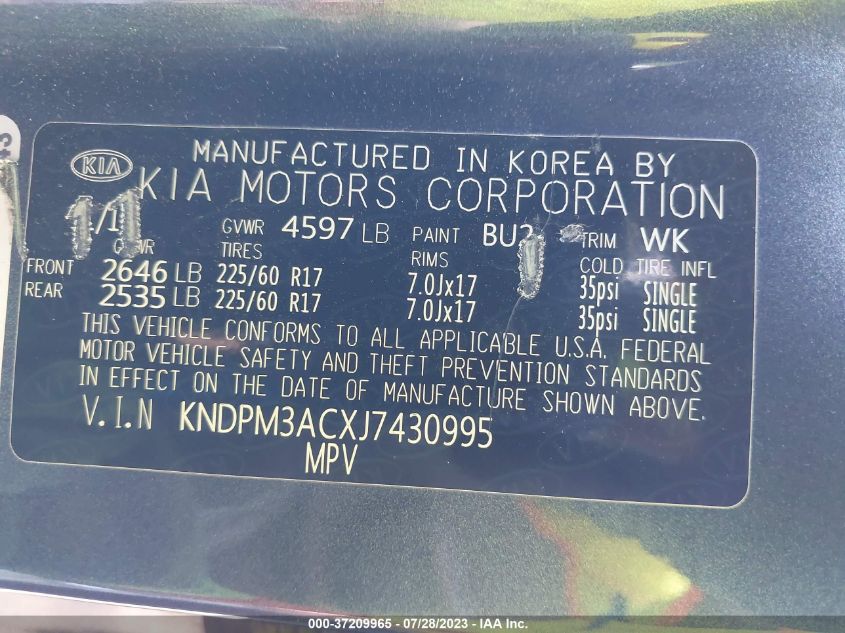 KIA
MANUFACTURED IN KOREA BY
KIA MOTORS CORPORATION
GVWR 4597 LB PAINT TRIM WK
TIRES RIMS COLD TIRE INFL
FRONT 2646 LB 225/60 R17 7.0Jx17 35psi SINGLE
REAR 2535 LB 225/60 R17 7.0Jx17 35psi SINGLE
THIS VEHICLE CONFORMS TO ALL APPLICABLE U.S.A. FEDERAL
MOTOR VEHICLE SAFETY AND THEFT PREVENTION STANDARDS
IN EFFECT ON THE DATE OF MANUFACTURE SHOWN ABOVE.
V.I.N KNDPM3ACXJ7430995
MPV
000-37209965 | 07/28/2023 - IAA Inc.